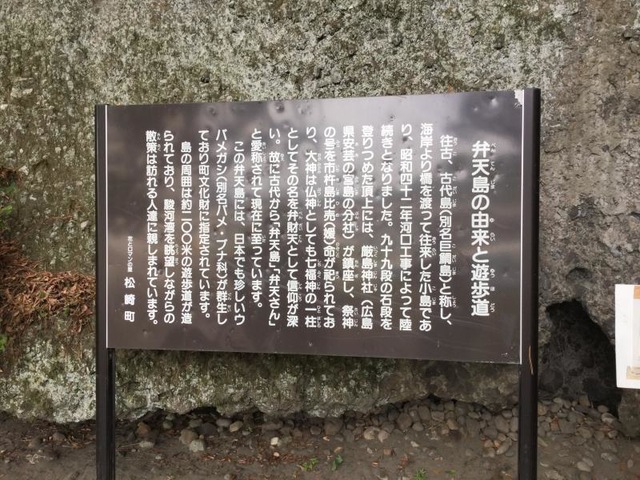 弁天島の由来と遊歩道
往古、古代島(別名巨鯛島)と称し、
海岸より橋を渡って往来した小島であ
り、昭和四十二年河口工事によって陸
続きとなりました。九十九段の石段を
登りつめた頂上には、厳島神社(広島
県安芸の宮島の分社)が鎮座し、祭神
の号を市杵島比売(媛)命が祀られてお
り、大神は仏神としても七福神の一柱
としてその名を弁財天として信仰が深
い。故に古代から「弁天島」「弁天さん」
と愛称されて現在に至っています。
この弁天島には、日本でも珍しいウ
バメガシ(別名バメ・ブナ科)が群生し
ており町文化財に指定されています。
島の周囲は約二〇〇米の遊歩道が造
られており、駿河湾を眺望しながらの
散策は訪れる人達に親しまれています。
花とロマンの里 松崎町